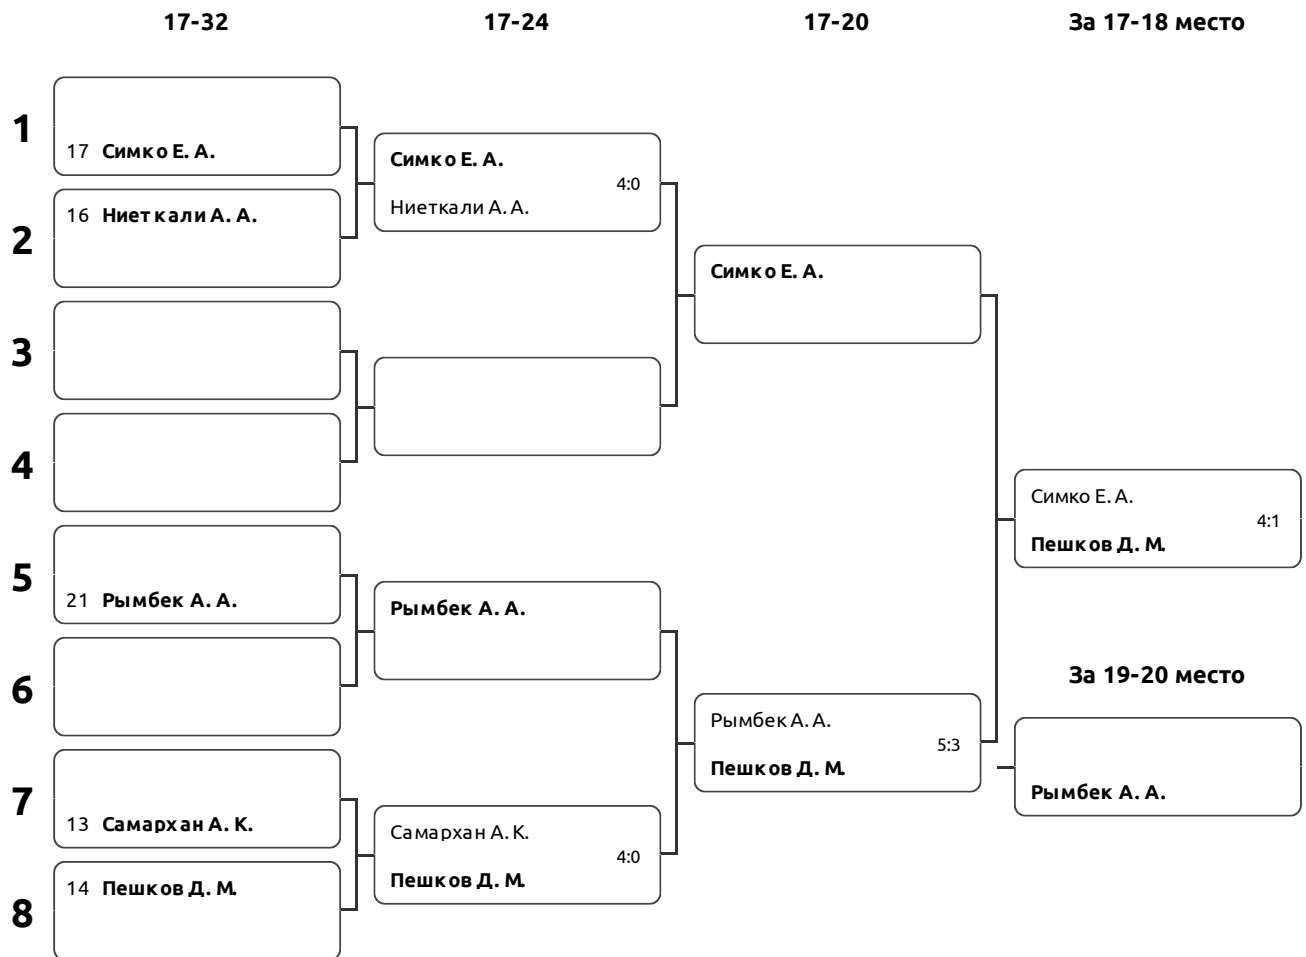 17-32 17-24 17-20 За 17-18 место
1
17 Симко Е. А.
Симко Е. А.
4:0
Ниеткали А. А.
2
16 Ниеткали А. А.
Симко Е. А.
3
4
Симко Е. А.
4:1
Пешков Д. М.
5
21 Рымбек А. А.
Рымбек А. А.
6
За 19-20 место
Рымбек А. А.
5:3
Пешков Д. М.
Рымбек А. А.
7
13 Самархан А. К.
Самархан А. К.
4:0
Пешков Д. М.
8
14 Пешков Д. М.